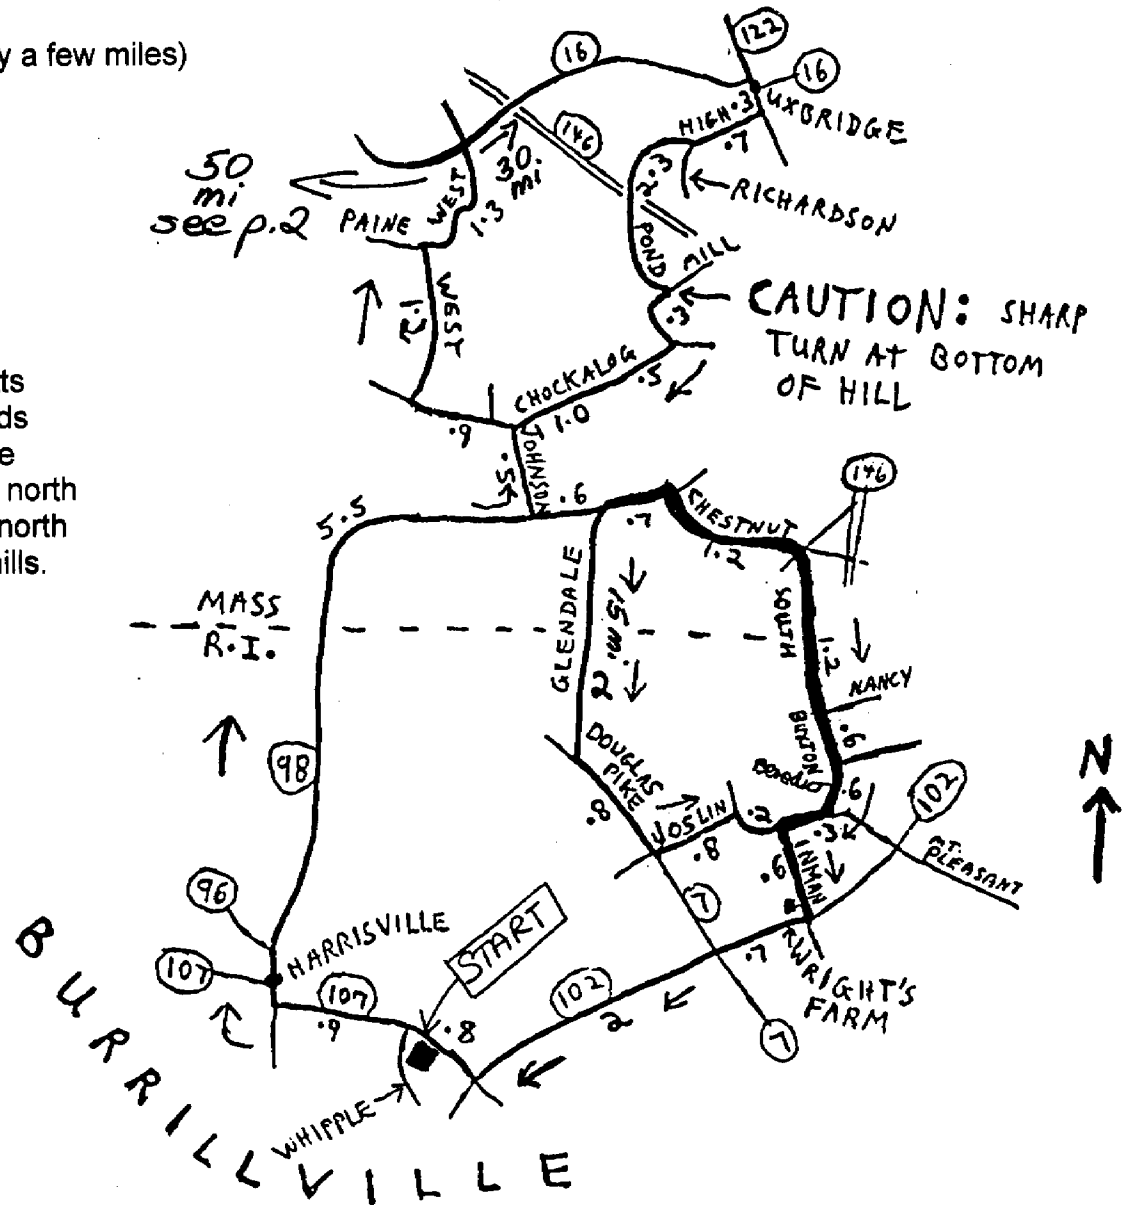 y a few miles)
122
16
16
UXBRIDGE
HIGH .3
.7
146
50
mi
see p.2
30
mi
WEST
1.3
PAINE
2.3
RICHARDSON
POND
MILL
WEST
1.2
.3
CAUTION: SHARP
TURN AT BOTTOM
OF HILL
ts
ds
e
north
north
ills.
CHOCKALOG
.5
1.0
.9
JOHNSON
.5
.6
5.5
.7
CHESTNUT
1.2
146
MASS
R.I.
GLENDALE
15 mi.
2
SOUTH
1.2
NANCY
BUXTON
.6
98
DOUGLAS
PIKE
.8
.6
102
N
JOSLIN
.8
.2
.3
MT.
PLEASANT
.6
INMAN
96
107
HARRISVILLE
START
7
107
.9
.8
102
2
.7
WRIGHT'S
FARM
7
WHIPPLE
BURRILLVILLE